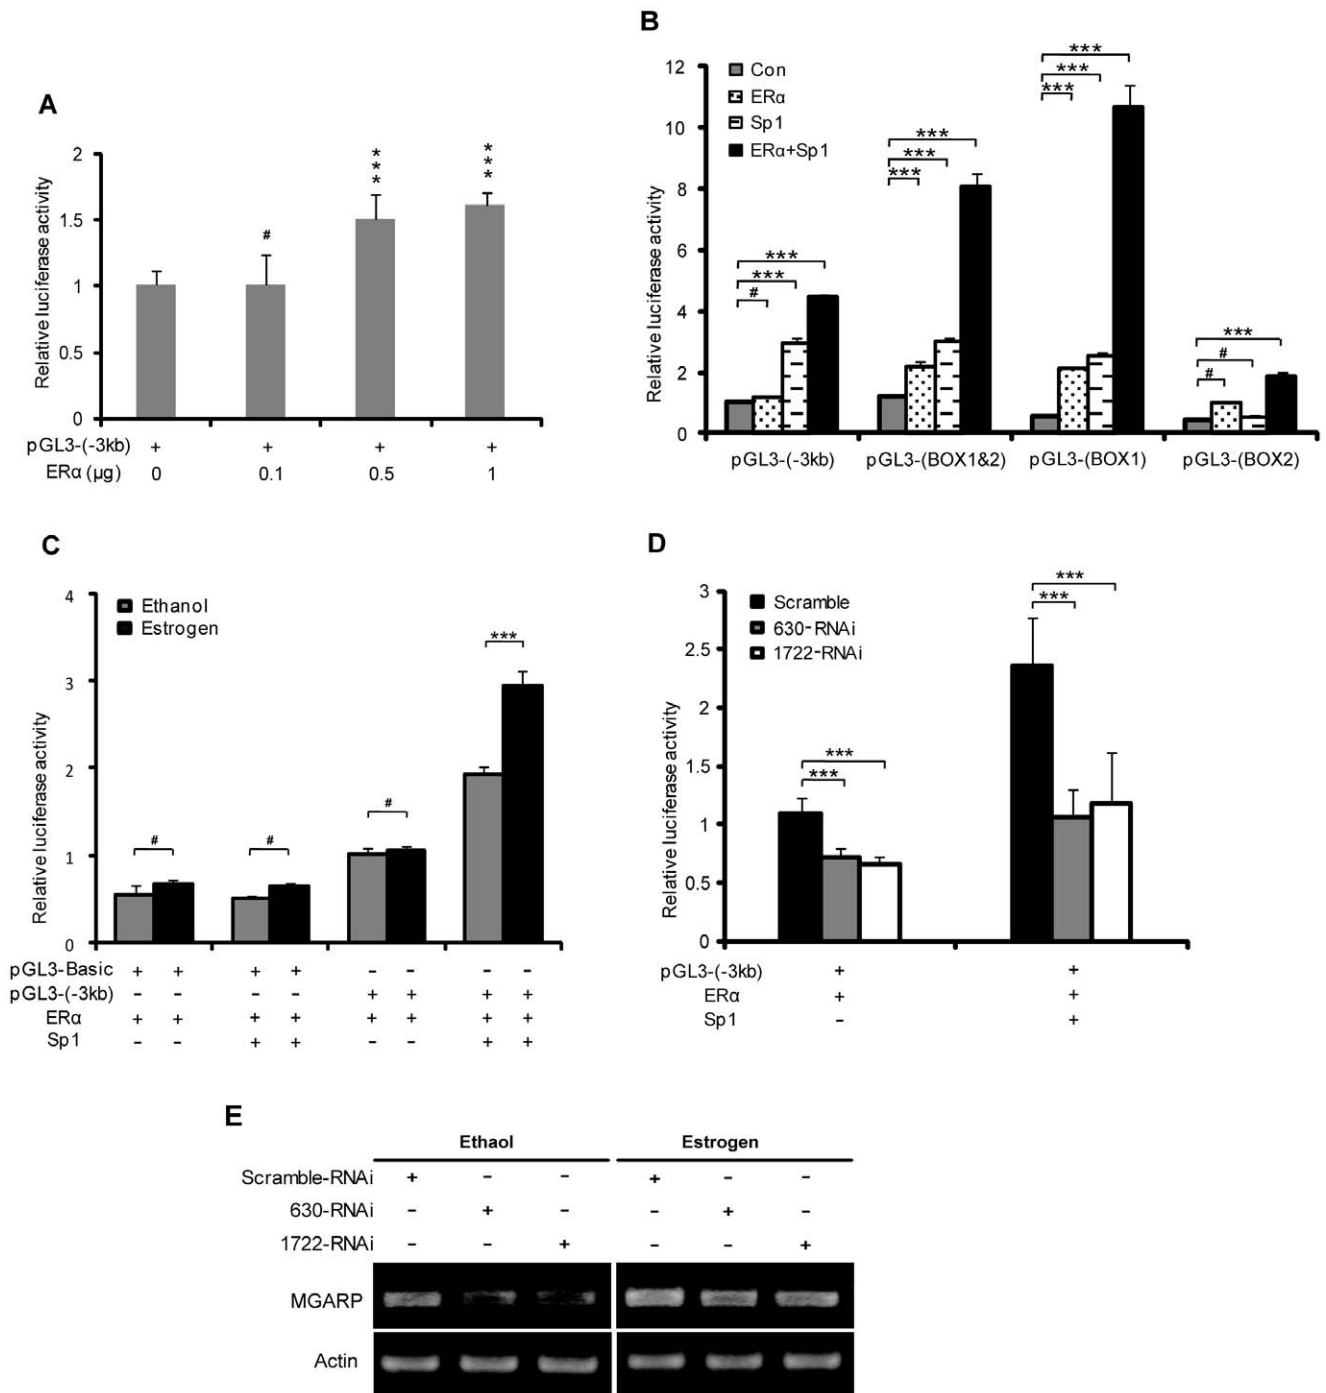 A
Relative luciferase activity
2
1.5
1
0.5
0
#
***
***
pGL3-(-3kb) + + + +
ERα (µg) 0 0.1 0.5 1
B
Relative luciferase activity
12
10
8
6
4
2
0
Con
ERα
Sp1
ERα+Sp1
***
***
#
***
***
***
***
***
***
***
#
#
pGL3-(-3kb) pGL3-(BOX1&2) pGL3-(BOX1) pGL3-(BOX2)
C
Relative luciferase activity
4
3
2
1
0
Ethanol
Estrogen
#
#
#
***
pGL3-Basic + + + + - - - -
pGL3-(-3kb) - - - - + + + +
ERα + + + + + + + +
Sp1 - - + + - - + +
D
Relative luciferase activity
3
2.5
2
1.5
1
0.5
0
Scramble
630-RNAi
1722-RNAi
***
***
***
***
pGL3-(-3kb) + +
ERα + +
Sp1 - +
E
Ethaol Estrogen
Scramble-RNAi + - - + - -
630-RNAi - + - - + -
1722-RNAi - - + - - +
MGARP
Actin